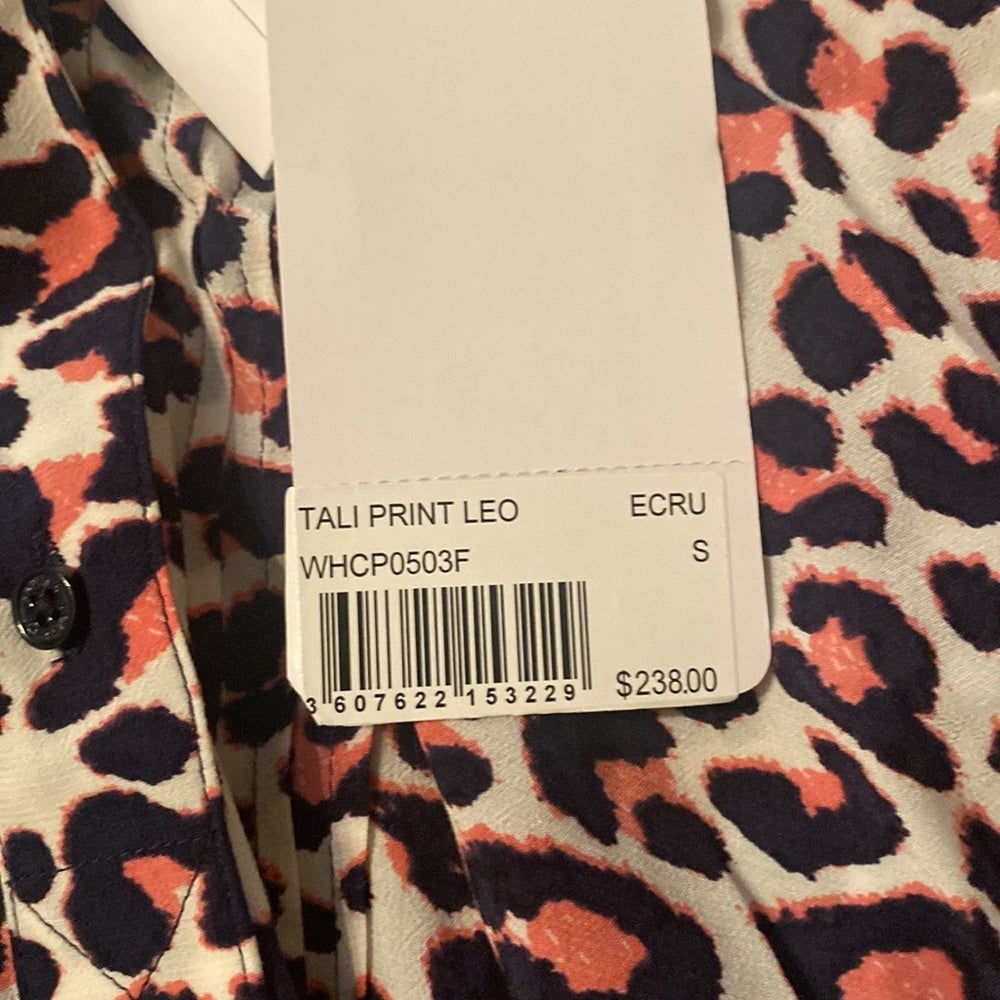 TALI PRINT LEO ECRU
WHCP0503F S
3 607622 153229 $238.00